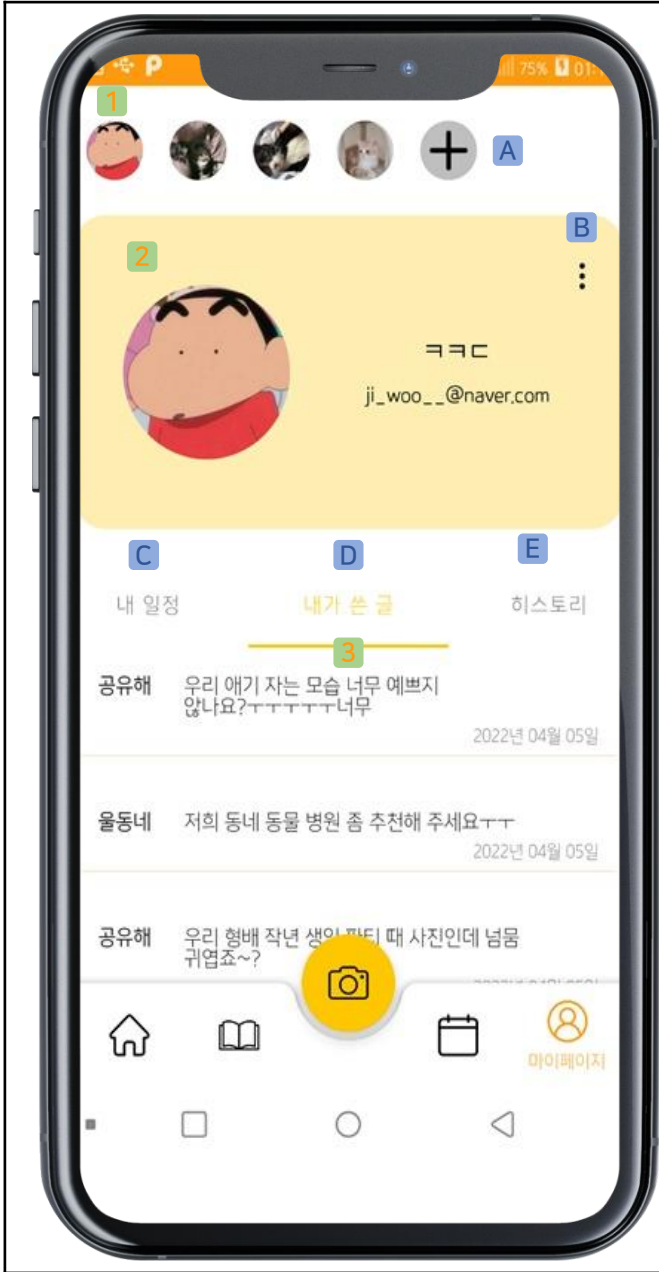 75% 01:
1
A
B
2
ㅋㅋㄷ
ji_woo__@naver.com
C
D
E
내 일정
내가 쓴 글
히스토리
3
공유해
우리 애기 자는 모습 너무 예쁘지
않나요?ㅜㅜㅜㅜㅜ너무
2022년 04월 05일
울동네
저희 동네 동물 병원 좀 추천해 주세요ㅜㅜ
2022년 04월 05일
공유해
우리 형배 작년 생일 파티 때 사진인데 넘뭄
귀엽죠~?
마이페이지